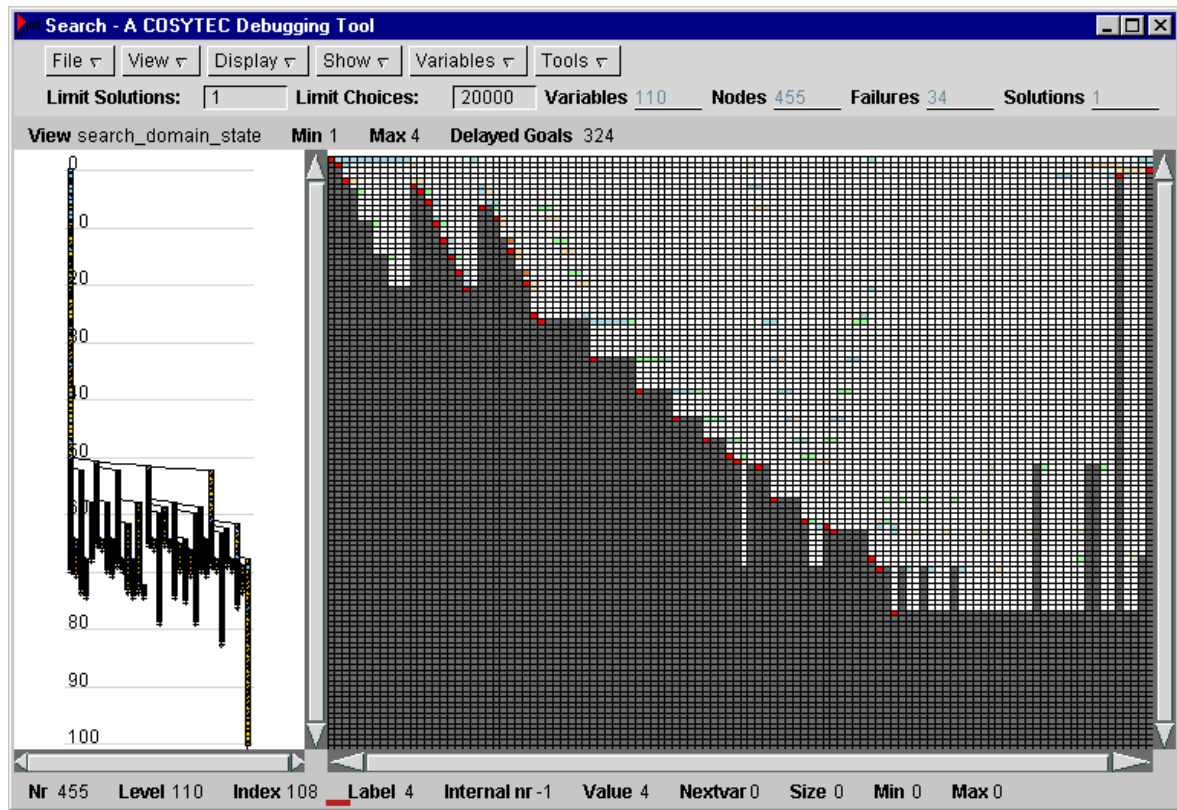 Search - A COSYTEC Debugging Tool
File View Display Show Variables Tools
Limit Solutions: 1 Limit Choices: 20000 Variables 110 Nodes 455 Failures 34 Solutions 1
View search_domain_state Min 1 Max 4 Delayed Goals 324
0
10
20
30
40
50
60
80
90
100
Nr 455 Level 110 Index 108 Label 4 Internal nr -1 Value 4 Nextvar 0 Size 0 Min 0 Max 0